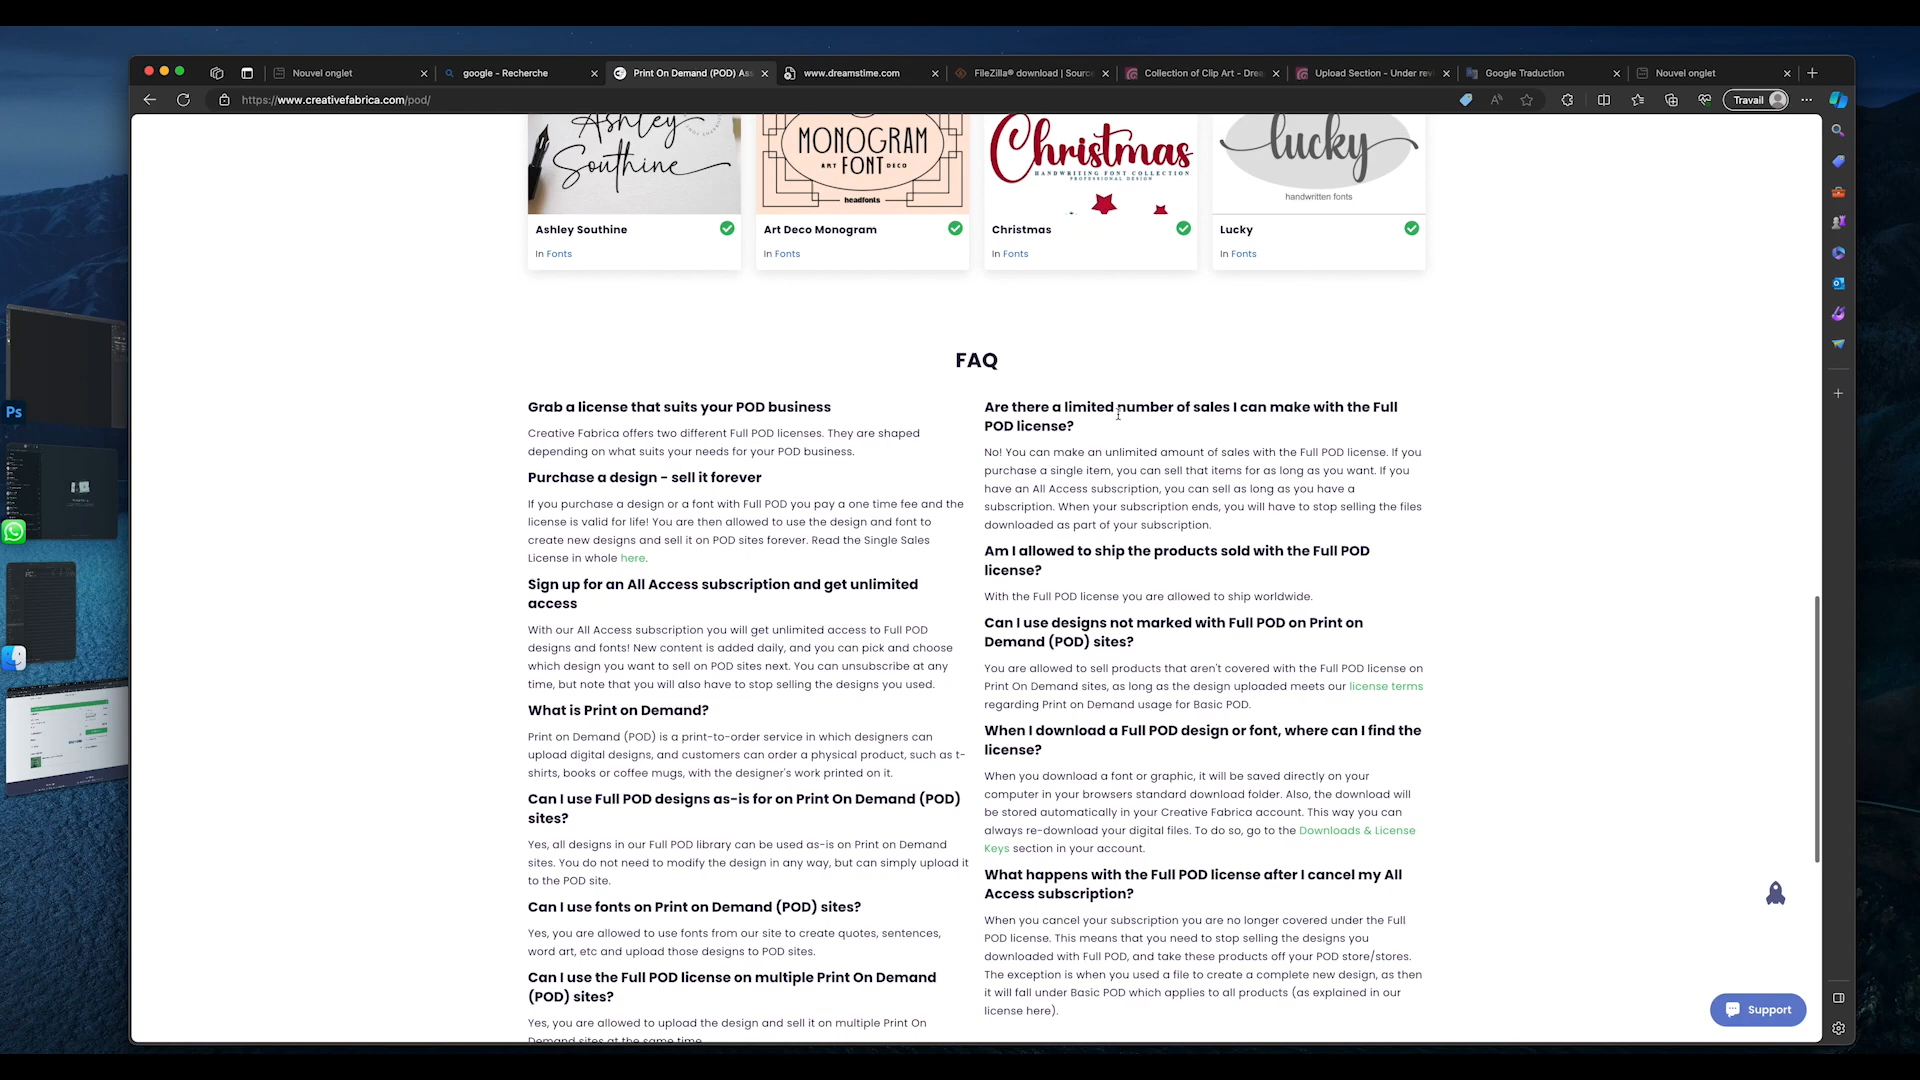 Nouvel onglet
google - Recherche
Print On Demand (POD) Ass
www.dreamstime.com
FileZilla® download | Sourc
Collection of Clip Art - Drea
Upload Section - Under revi
Google Traduction
Nouvel onglet
https://www.creativefabrica.com/pod/
Travail
Ashley
Southine
MONOGRAM
ART FONT DECO
headfonts
Christmas
HANDWRITING FONT COLLECTION
PROFESSIONAL DESIGN
lucky
handwritten fonts
Ashley Southine
In Fonts
Art Deco Monogram
In Fonts
Christmas
In Fonts
Lucky
In Fonts
FAQ
Grab a license that suits your POD business
Creative Fabrica offers two different Full POD licenses. They are shaped
depending on what suits your needs for your POD business.
Purchase a design - sell it forever
If you purchase a design or a font with Full POD you pay a one time fee and the
license is valid for life! You are then allowed to use the design and font to
create new designs and sell it on POD sites forever. Read the Single Sales
License in whole here.
Sign up for an All Access subscription and get unlimited
access
With our All Access subscription you will get unlimited access to Full POD
designs and fonts! New content is added daily, and you can pick and choose
which design you want to sell on POD sites next. You can unsubscribe at any
time, but note that you will also have to stop selling the designs you used.
What is Print on Demand?
Print on Demand (POD) is a print-to-order service in which designers can
upload digital designs, and customers can order a physical product, such as t-
shirts, books or coffee mugs, with the designer's work printed on it.
Can I use Full POD designs as-is for on Print On Demand (POD)
sites?
Yes, all designs in our Full POD library can be used as-is on Print on Demand
sites. You do not need to modify the design in any way, but can simply upload it
to the POD site.
Can I use fonts on Print on Demand (POD) sites?
Yes, you are allowed to use fonts from our site to create quotes, sentences,
word art, etc and upload those designs to POD sites.
Can I use the Full POD license on multiple Print On Demand
(POD) sites?
Yes, you are allowed to upload the design and sell it on multiple Print On
Demand sites at the same time
Are there a limited number of sales I can make with the Full
POD license?
No! You can make an unlimited amount of sales with the Full POD license. If you
purchase a single item, you can sell that items for as long as you want. If you
have an All Access subscription, you can sell as long as you have a
subscription. When your subscription ends, you will have to stop selling the files
downloaded as part of your subscription.
Am I allowed to ship the products sold with the Full POD
license?
With the Full POD license you are allowed to ship worldwide.
Can I use designs not marked with Full POD on Print on
Demand (POD) sites?
You are allowed to sell products that aren't covered with the Full POD license on
Print On Demand sites, as long as the design uploaded meets our license terms
regarding Print on Demand usage for Basic POD.
When I download a Full POD design or font, where can I find the
license?
When you download a font or graphic, it will be saved directly on your
computer in your browsers standard download folder. Also, the download will
be stored automatically in your Creative Fabrica account. This way you can
always re-download your digital files. To do so, go to the Downloads & License
Keys section in your account.
What happens with the Full POD license after I cancel my All
Access subscription?
When you cancel your subscription you are no longer covered under the Full
POD license. This means that you need to stop selling the designs you
downloaded with Full POD, and take these products off your POD store/stores.
The exception is when you used a file to create a complete new design, as then
it will fall under Basic POD which applies to all products (as explained in our
license here).
Support
Ps